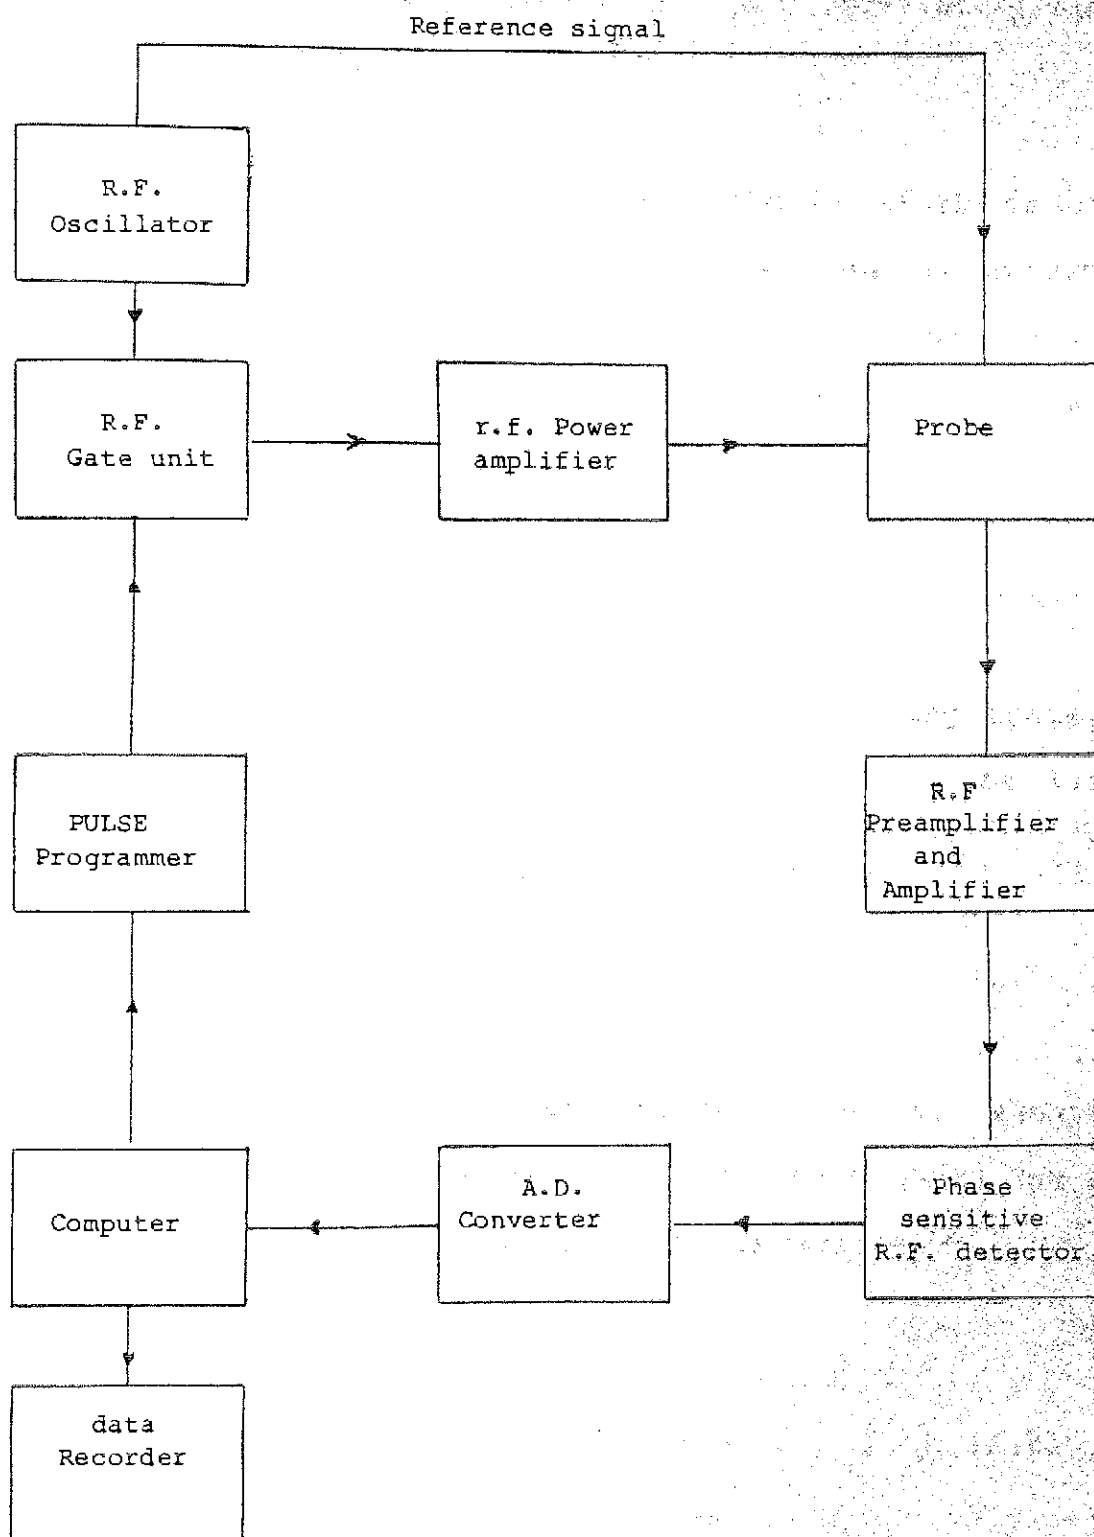 Reference signal
R.F.
Oscillator
R.F.
Gate unit
r.f. Power
amplifier
Probe
PULSE
Programmer
R.F
Preamplifier
and
Amplifier
Computer
A.D.
Converter
Phase
sensitive
R.F. detector
data
Recorder